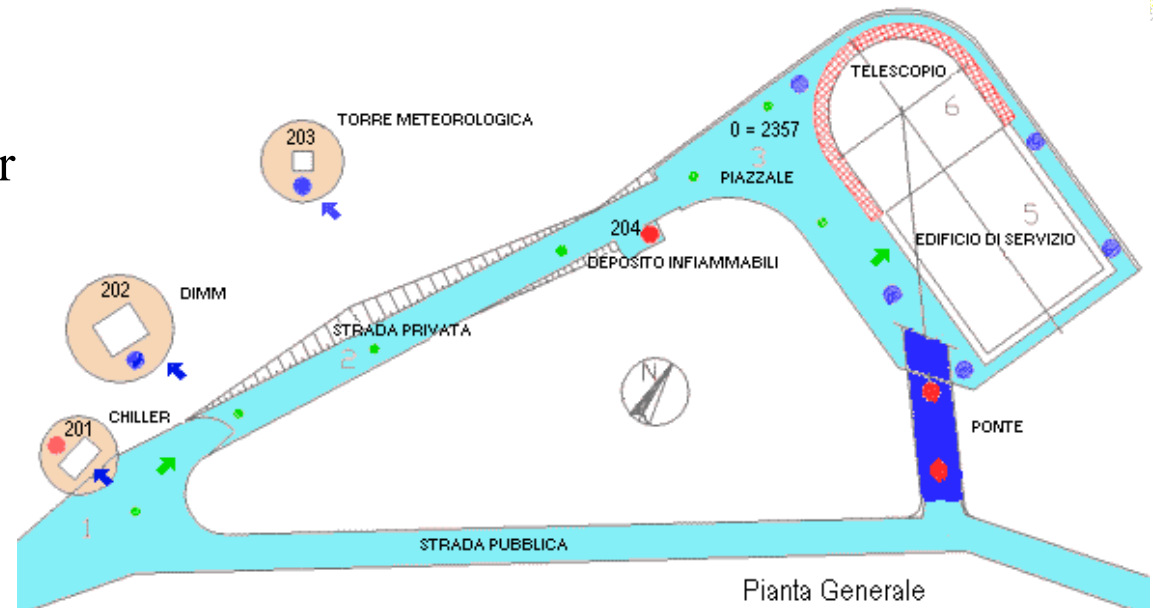 TELESCOPIO
6
TORRE METEOROLOGICA
203
0 = 2357
3
PIAZZALE
r
204
5
EDIFICIO DI SERVIZIO
DEPOSITO INFIAMMABILI
202
DIMM
STRADA PRIVATA
2
N
CHILLER
201
PONTE
1
STRADA PUBBLICA
Pianta Generale